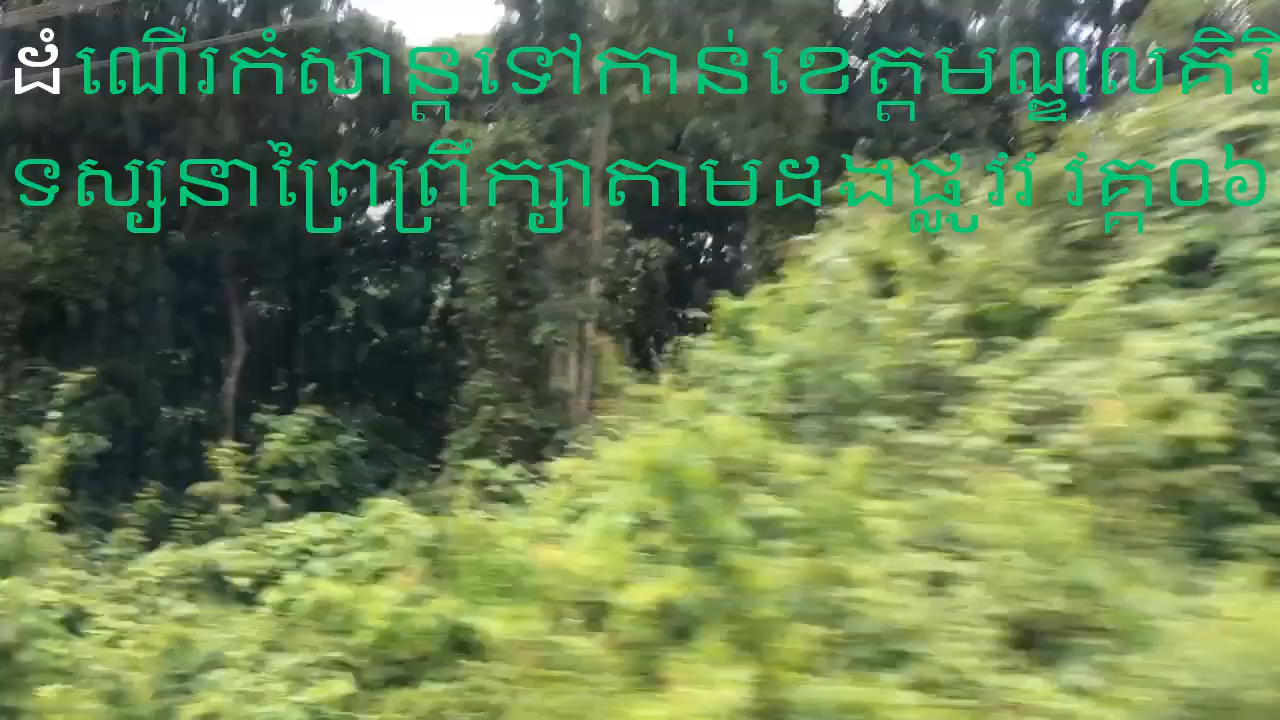 ដំណើរកំសាន្តទៅកាន់ខេត្តមណ្ឌលគិរិ
ទស្សនាព្រៃព្រឹក្សាតាមដងផ្លូវវ វគ្គ០៦